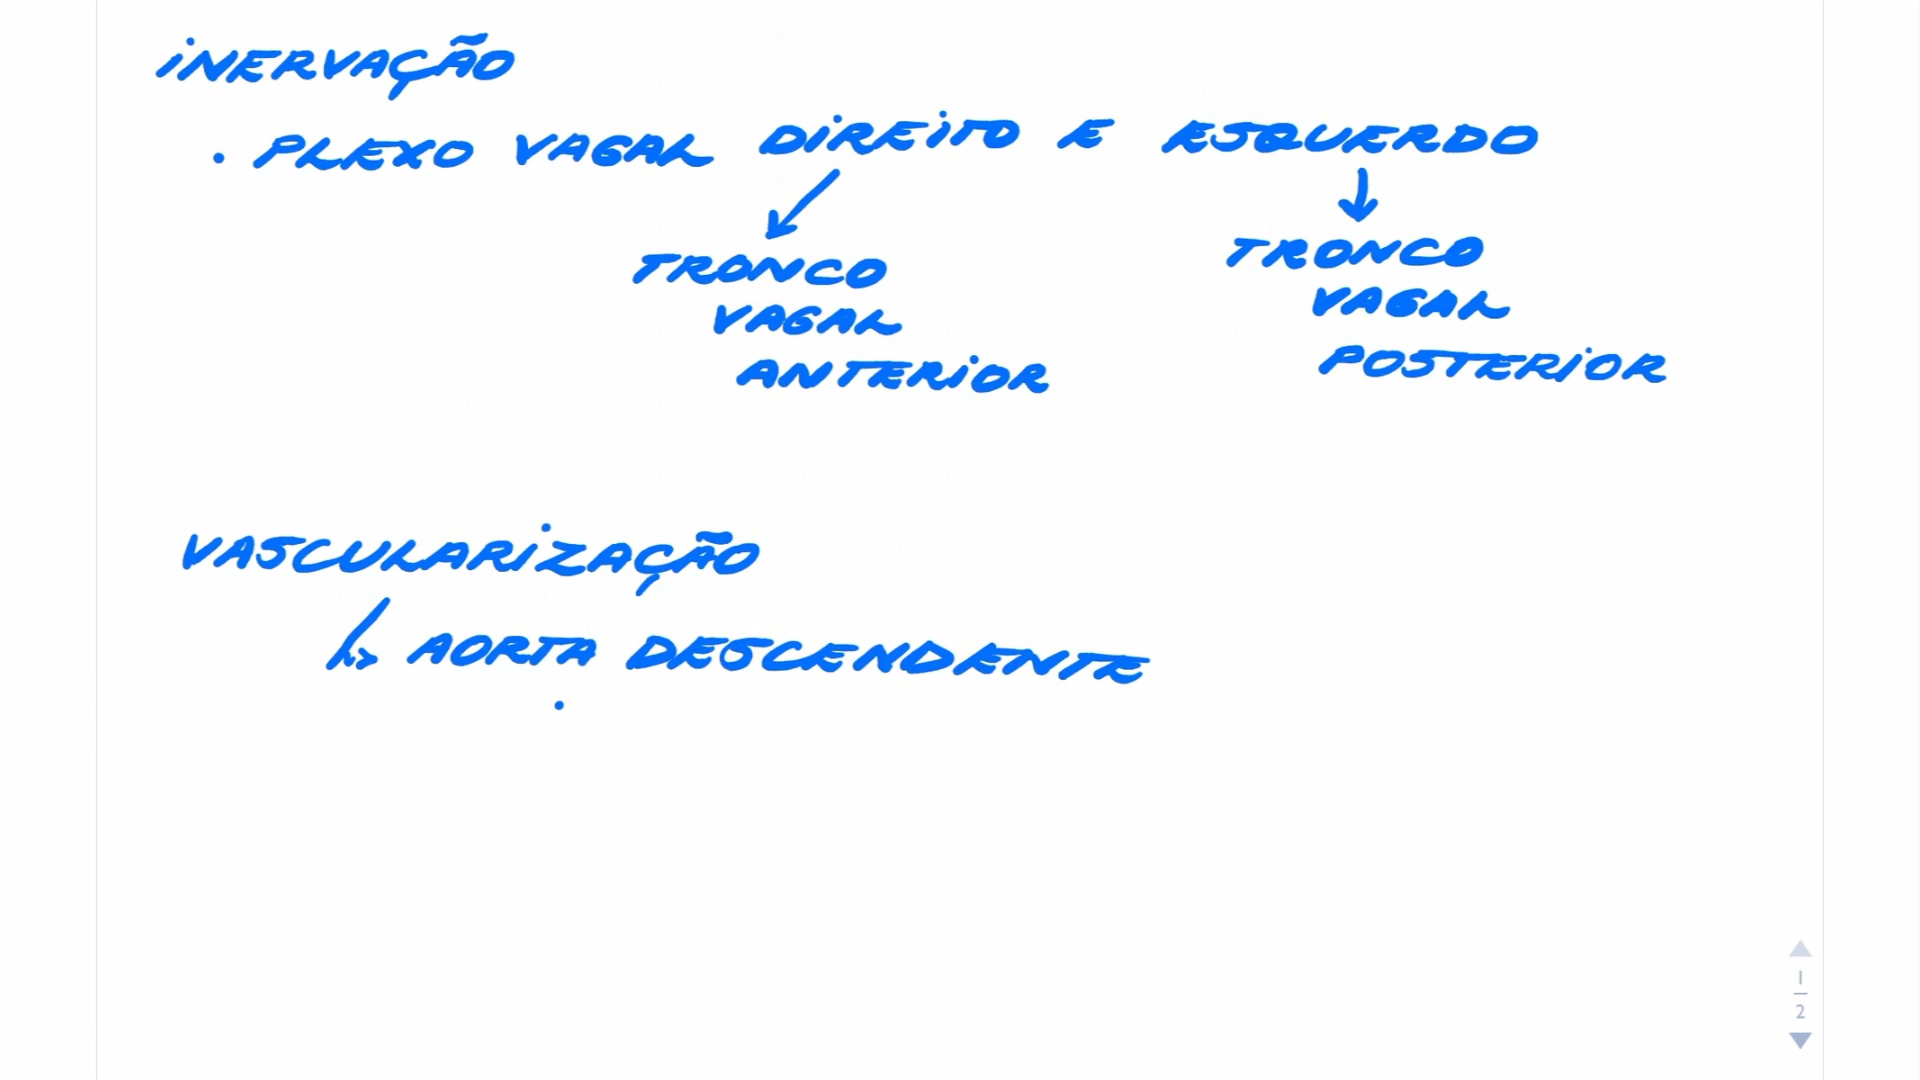 iNERVAÇÃO
. PLEXO VAGAL DiREiTO E ESQUERDO
TRONCO VAGAL ANTERiOR
TRONCO VAGAL POSTERiOR
VASCULARiZAÇÃO
↳ AORTA DESCENDENTE
.
1
2